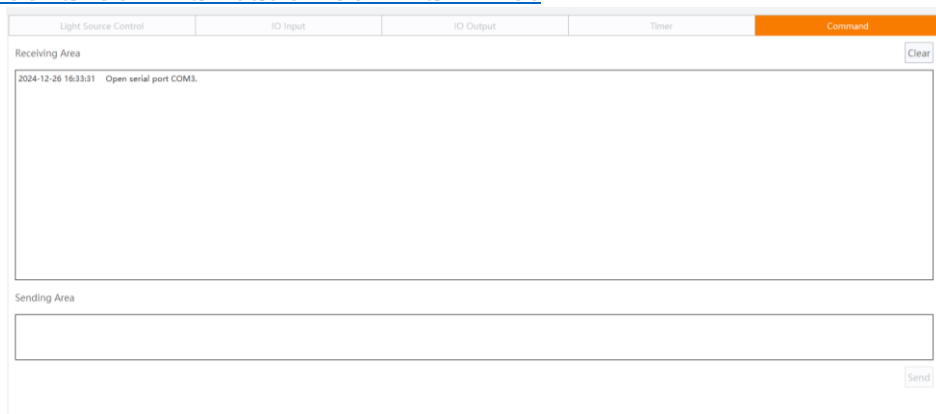 Light Source Control IO Input IO Output Timer Command
Receiving Area Clear
2024-12-26 16:33:31 Open serial port COM3.
Sending Area
Send